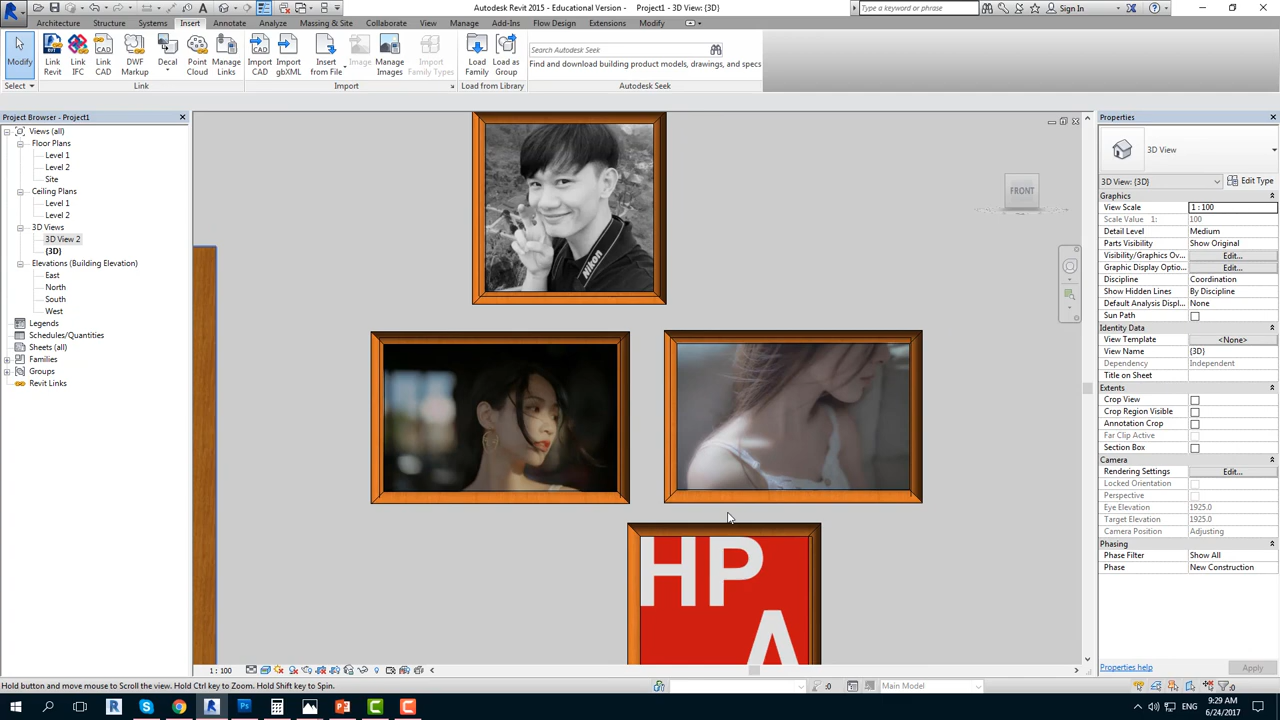 Autodesk Revit 2015 - Educational Version -
Project1 - 3D View: {3D}
Type a keyword or phrase
Sign In
Architecture
Structure
Systems
Insert
Annotate
Analyze
Massing & Site
Collaborate
View
Manage
Add-Ins
Flow Design
Extensions
Modify
Modify
Link Revit
Link IFC
Link CAD
DWF Markup
Decal
Point Cloud
Manage Links
Import CAD
Import gbXML
Insert from File
Image
Manage Images
Import Family Types
Load Family
Load as Group
Search Autodesk Seek
Find and download building product models, drawings, and specs
Select
Link
Import
Load from Library
Autodesk Seek
Project Browser - Project1
Views (all)
Floor Plans
Level 1
Level 2
Site
Ceiling Plans
Level 1
Level 2
3D Views
3D View 2
{3D}
Elevations (Building Elevation)
East
North
South
West
Legends
Schedules/Quantities
Sheets (all)
Families
Groups
Revit Links
FRONT
Nikon
HP
A
Properties
3D View
3D View: {3D}
Edit Type
Graphics
View Scale 1 : 100
Scale Value 1: 100
Detail Level Medium
Parts Visibility Show Original
Visibility/Graphics Ov... Edit...
Graphic Display Optio... Edit...
Discipline Coordination
Show Hidden Lines By Discipline
Default Analysis Displ... None
Sun Path
Identity Data
View Template <None>
View Name {3D}
Dependency Independent
Title on Sheet
Extents
Crop View
Crop Region Visible
Annotation Crop
Far Clip Active
Section Box
Camera
Rendering Settings Edit...
Locked Orientation
Perspective
Eye Elevation 1925.0
Target Elevation 1925.0
Camera Position Adjusting
Phasing
Phase Filter Show All
Phase New Construction
Properties help
Apply
1 : 100
Hold button and move mouse to Scroll the view. Hold Ctrl key to Zoom. Hold Shift key to Spin.
:0
Main Model
:0
ENG
9:29 AM
6/24/2017